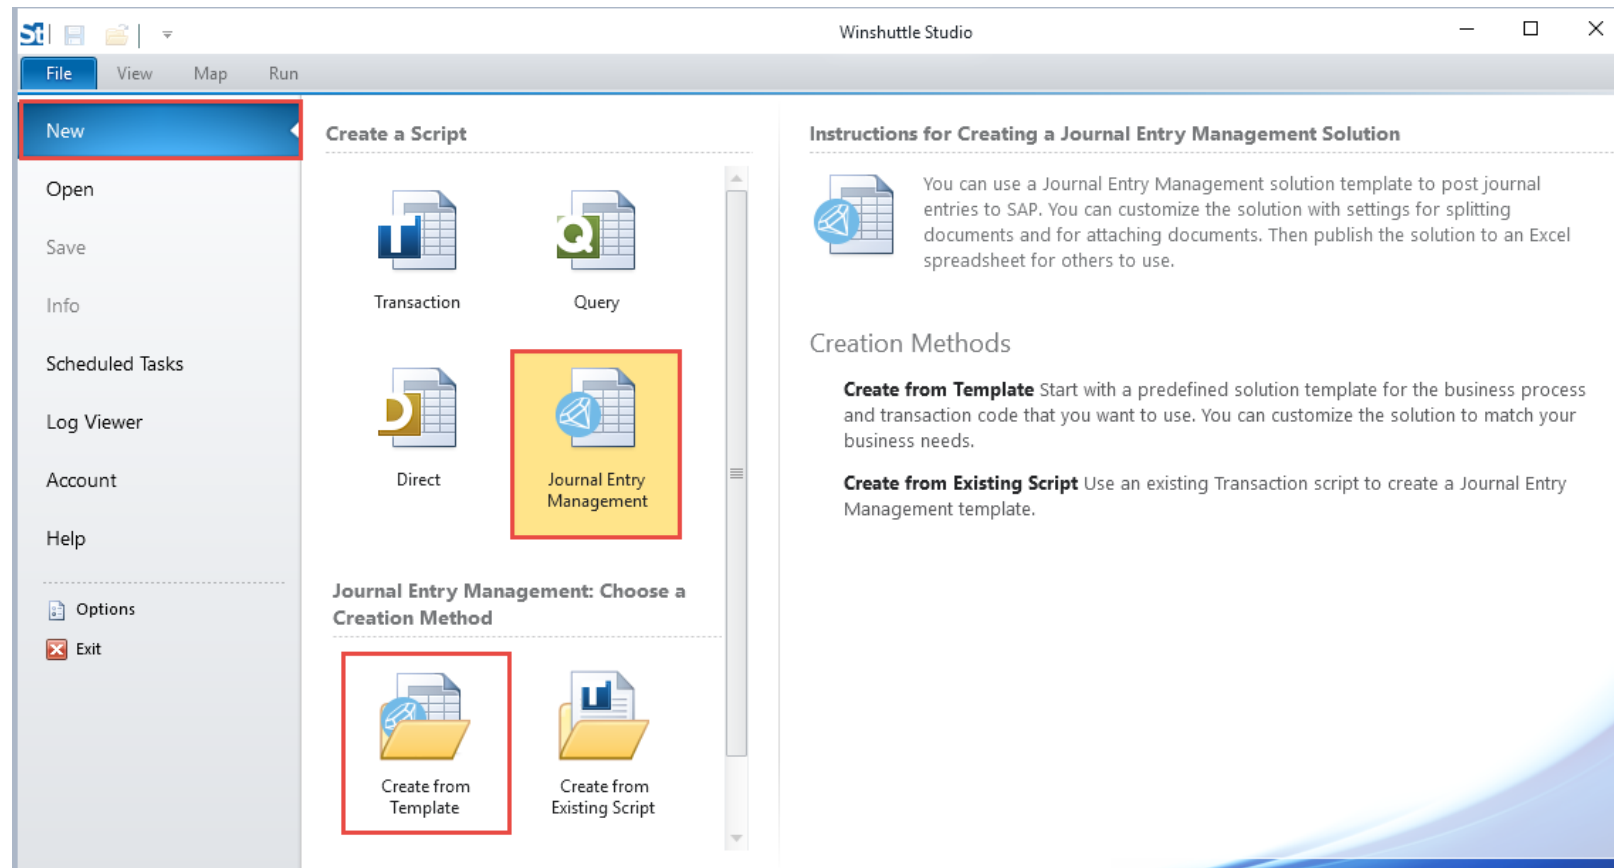 St
Winshuttle Studio
File View Map Run
New
Open
Save
Info
Scheduled Tasks
Log Viewer
Account
Help
Options
Exit
Create a Script
Transaction
Query
Direct
Journal Entry
Management
Journal Entry Management: Choose a
Creation Method
Create from
Template
Create from
Existing Script
Instructions for Creating a Journal Entry Management Solution
You can use a Journal Entry Management solution template to post journal
entries to SAP. You can customize the solution with settings for splitting
documents and for attaching documents. Then publish the solution to an Excel
spreadsheet for others to use.
Creation Methods
Create from Template Start with a predefined solution template for the business process
and transaction code that you want to use. You can customize the solution to match your
business needs.
Create from Existing Script Use an existing Transaction script to create a Journal Entry
Management template.